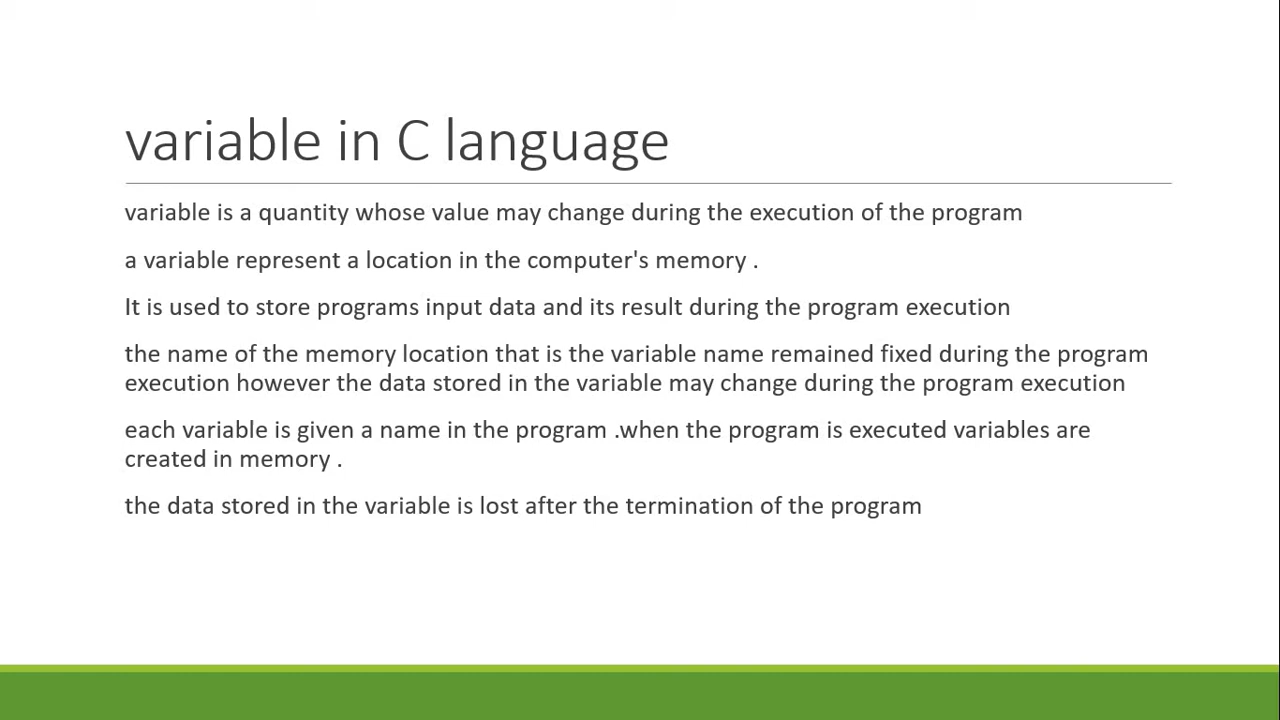 variable in C language
variable is a quantity whose value may change during the execution of the program
a variable represent a location in the computer's memory .
It is used to store programs input data and its result during the program execution
the name of the memory location that is the variable name remained fixed during the program
execution however the data stored in the variable may change during the program execution
each variable is given a name in the program .when the program is executed variables are
created in memory .
the data stored in the variable is lost after the termination of the program